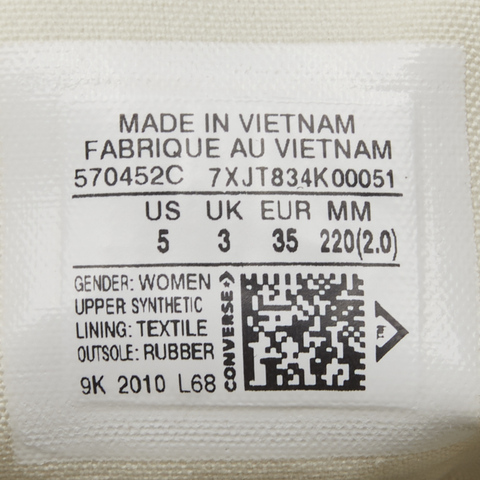 MADE IN VIETNAM
FABRIQUE AU VIETNAM
570452C 7XJT834K00051
US UK EUR MM
5 3 35 220(2.0)
GENDER: WOMEN
UPPER: SYNTHETIC
LINING: TEXTILE
OUTSOLE: RUBBER
9K 2010 L68
CONVERSE